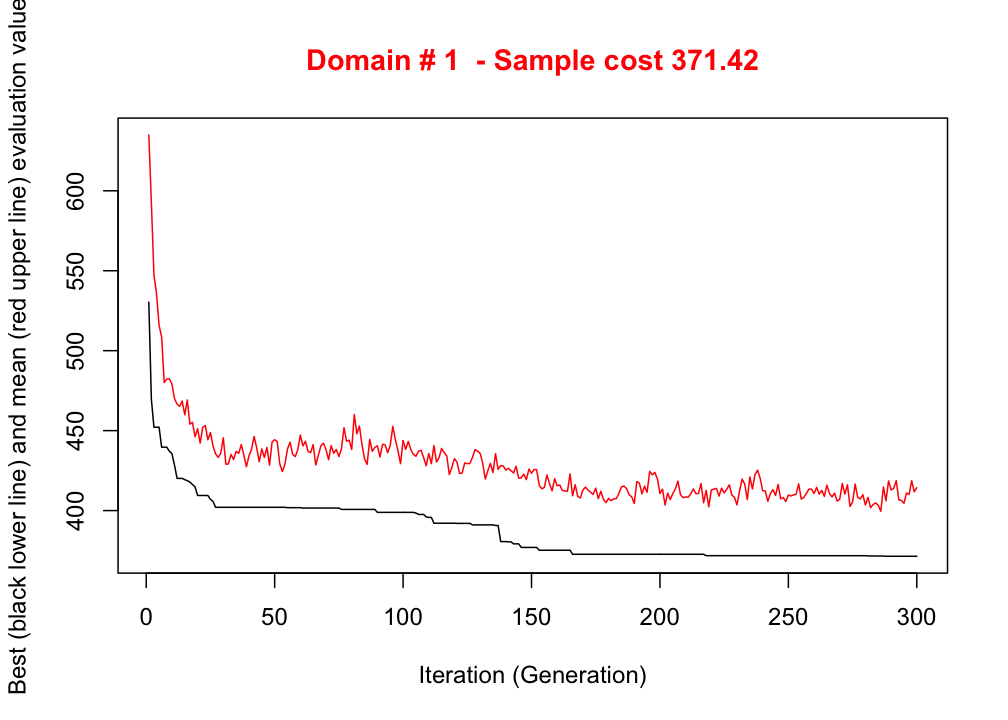 Domain # 1 - Sample cost 371.42
Best (black lower line) and mean (red upper line) evaluation value
600
550
500
450
400
0 50 100 150 200 250 300
Iteration (Generation)